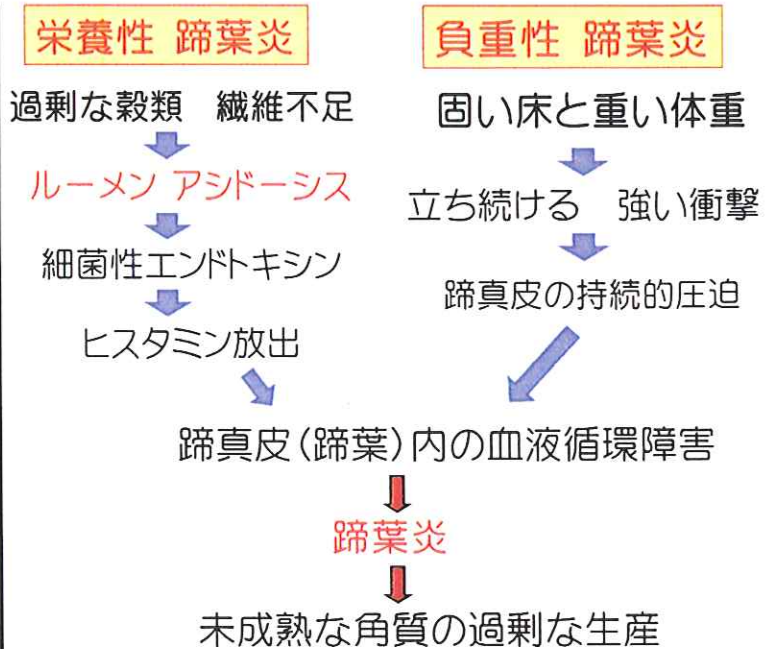 栄養性 蹄葉炎
過剰な穀類 繊維不足
ルーメン アシドーシス
細菌性エンドトキシン
ヒスタミン放出
負重性 蹄葉炎
固い床と重い体重
立ち続ける 強い衝撃
蹄真皮の持続的圧迫
蹄真皮(蹄葉)内の血液循環障害
蹄葉炎
未成熟な角質の過剰な生産